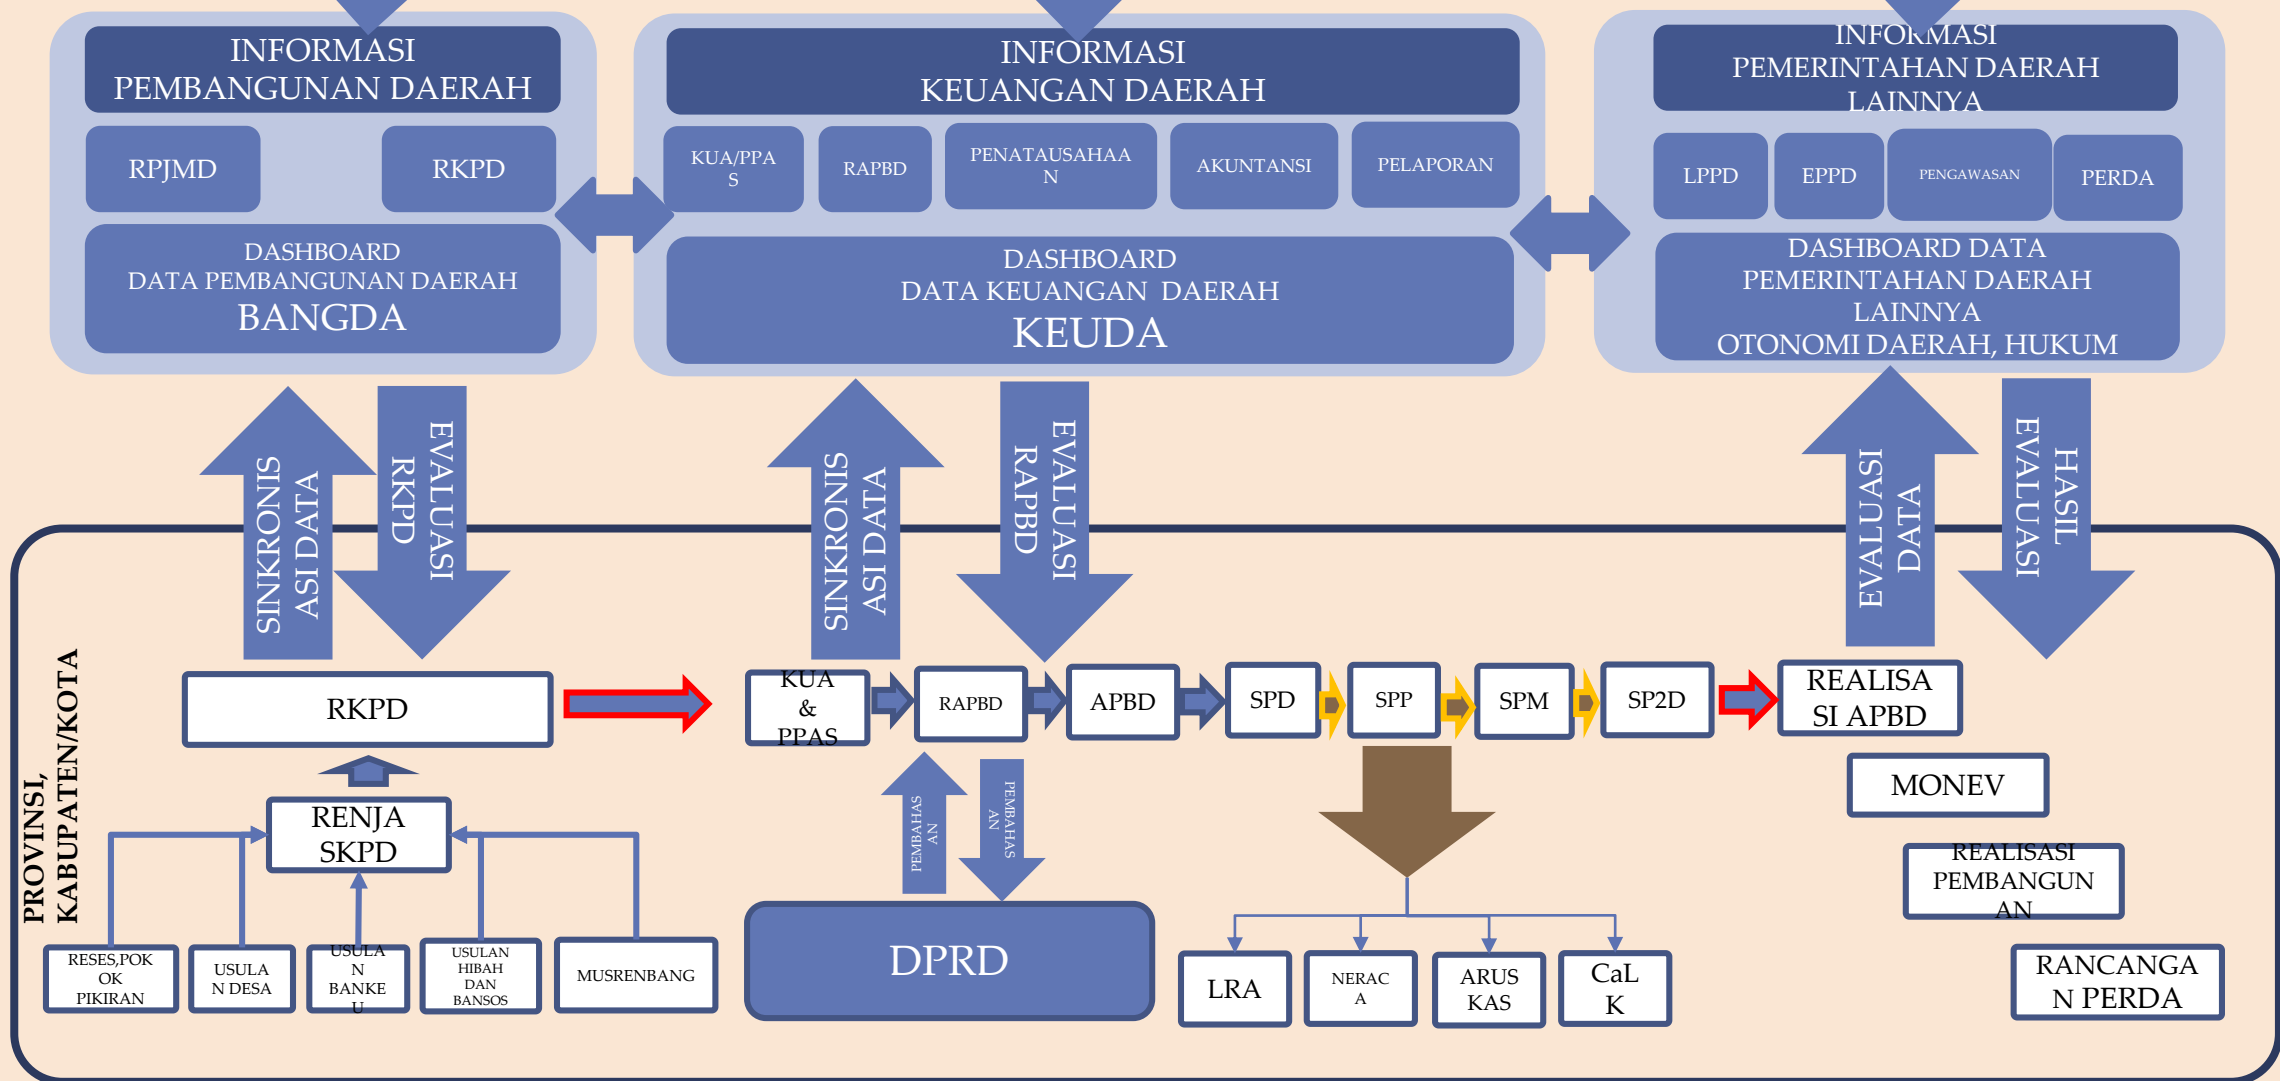 INFORMASI
PEMBANGUNAN DAERAH
RPJMD
RKPD
DASHBOARD
DATA PEMBANGUNAN DAERAH
BANGDA
INFORMASI
KEUANGAN DAERAH
KUA/PPA
S
RAPBD
PENATAUSAHAA
N
AKUNTANSI
PELAPORAN
DASHBOARD
DATA KEUANGAN DAERAH
KEUDA
INFORMASI
PEMERINTAHAN DAERAH
LAINNYA
LPPD
EPPD
PENGAWASAN
PERDA
DASHBOARD DATA
PEMERINTAHAN DAERAH
LAINNYA
OTONOMI DAERAH, HUKUM
SINKRONIS
ASI DATA
EVALUASI
RKPD
SINKRONIS
ASI DATA
EVALUASI
RAPBD
EVALUASI
DATA
HASIL
EVALUASI
PROVINSI,
KABUPATEN/KOTA
RKPD
KUA
&
PPAS
RAPBD
APBD
SPD
SPP
SPM
SP2D
REALISA
SI APBD
RENJA
SKPD
PEMBAHAS
AN
PEMBAHAS
AN
MONEV
REALISASI
PEMBANGUN
AN
RANCANGA
N PERDA
RESES,POK
OK
PIKIRAN
USULA
N DESA
USULA
N
BANKE
U
USULAN
HIBAH
DAN
BANSOS
MUSRENBANG
DPRD
LRA
NERAC
A
ARUS
KAS
CaL
K